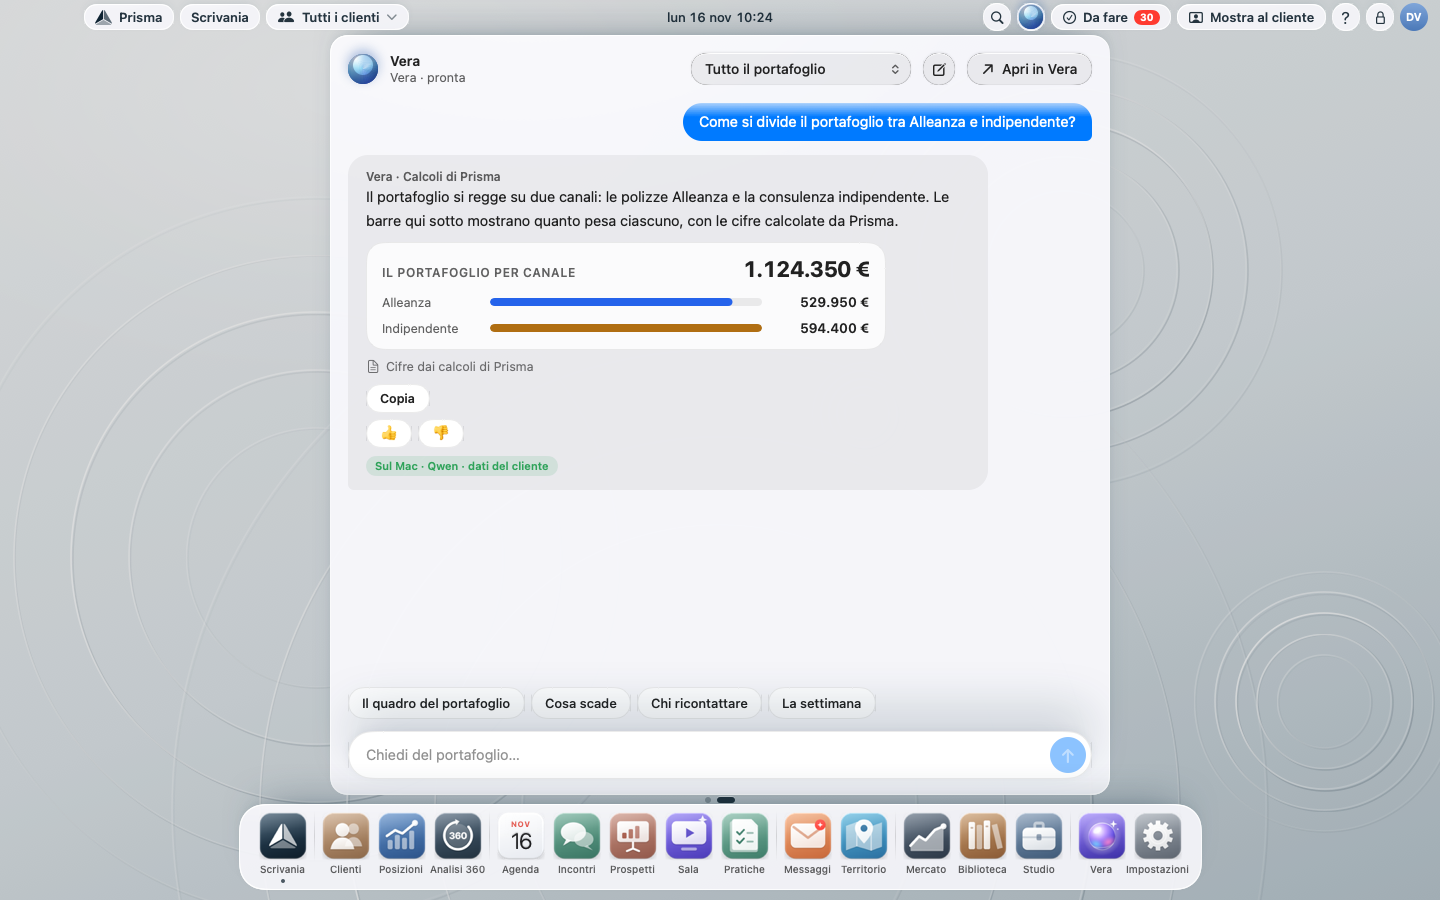 Prisma
Scrivania
Tutti i clienti
lun 16 nov 10:24
Da fare 30
Mostra al cliente
?
DV
Vera
Vera · pronta
Tutto il portafoglio
Apri in Vera
Come si divide il portafoglio tra Alleanza e indipendente?
Vera · Calcoli di Prisma
Il portafoglio si regge su due canali: le polizze Alleanza e la consulenza indipendente. Le
barre qui sotto mostrano quanto pesa ciascuno, con le cifre calcolate da Prisma.
IL PORTAFOGLIO PER CANALE 1.124.350 €
Alleanza 529.950 €
Indipendente 594.400 €
Cifre dai calcoli di Prisma
Copia
Sul Mac · Qwen · dati del cliente
Il quadro del portafoglio
Cosa scade
Chi ricontattare
La settimana
Chiedi del portafoglio...
360
NOV
16
Scrivania
Clienti
Posizioni
Analisi 360
Agenda
Incontri
Prospetti
Sala
Pratiche
Messaggi
Territorio
Mercato
Biblioteca
Studio
Vera
Impostazioni